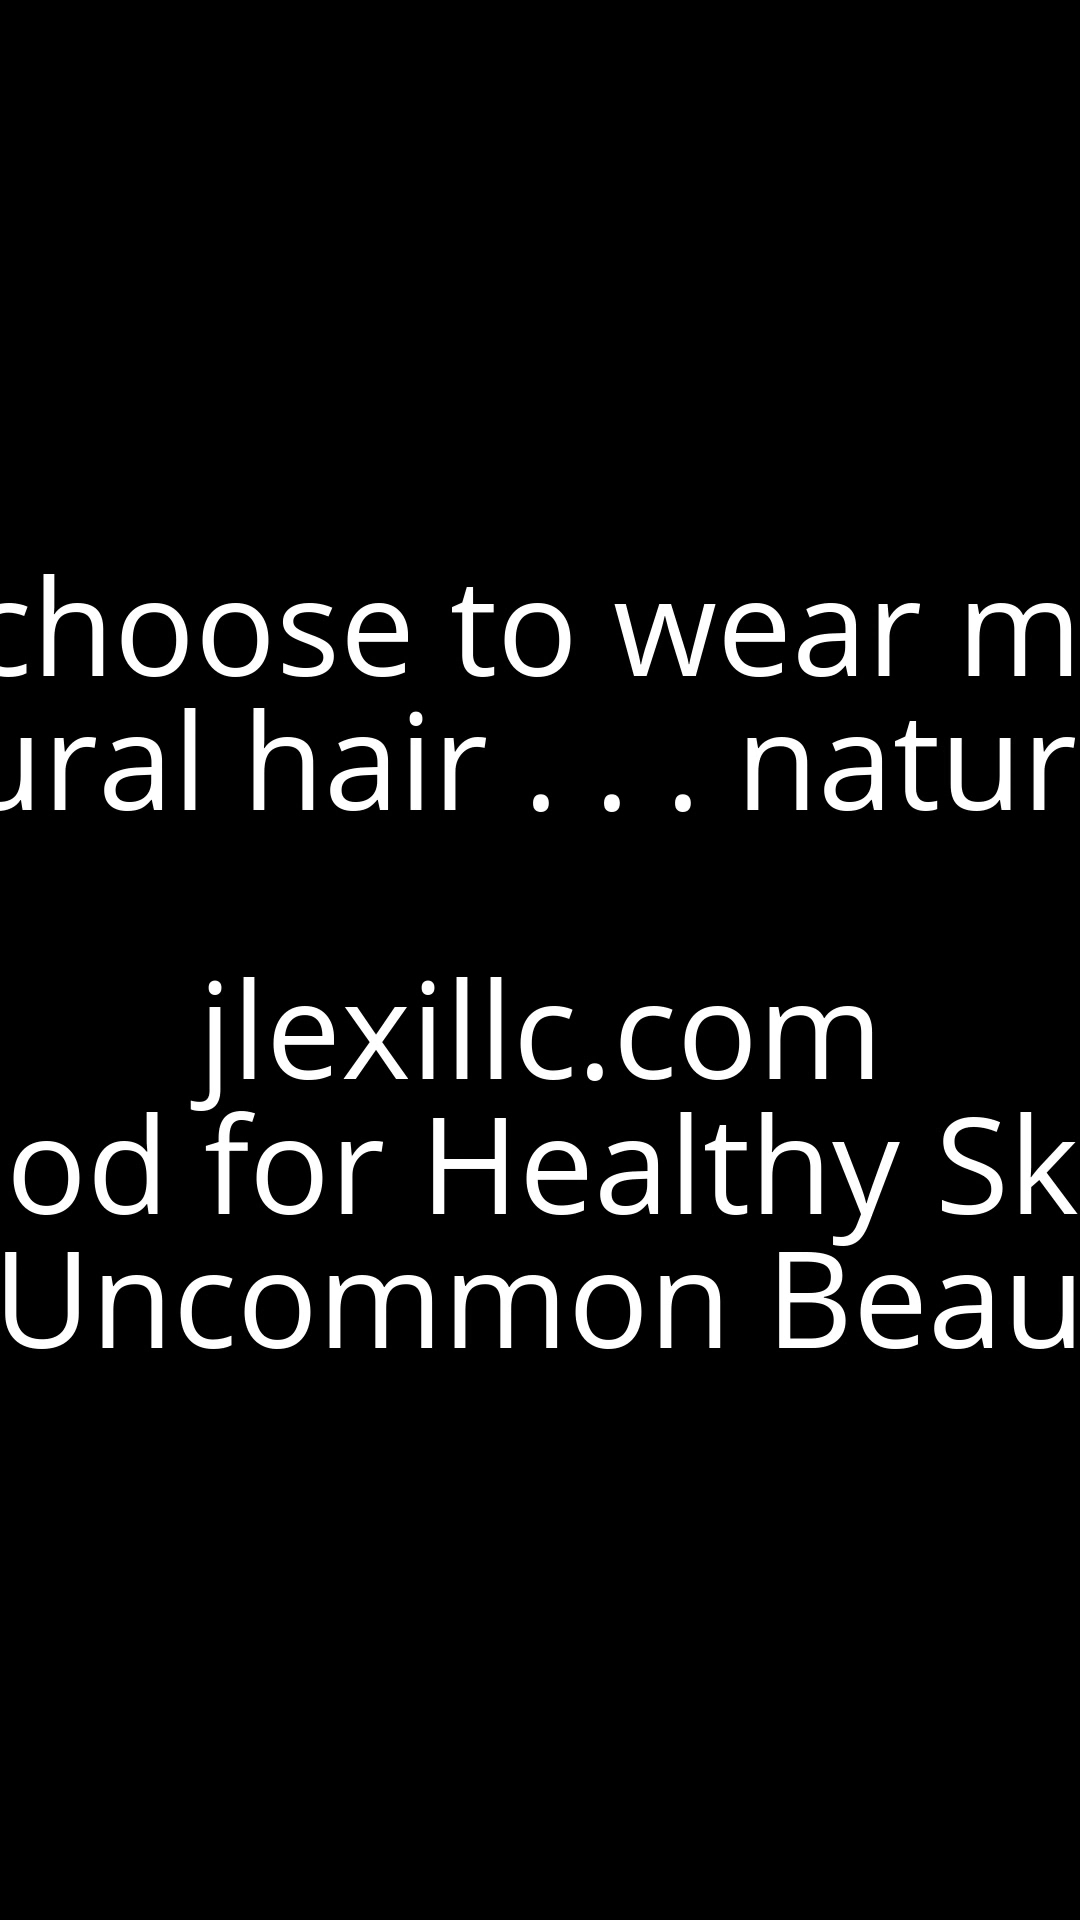 choose to wear m
ural hair . . . natur
jlexillc.com
od for Healthy Sk
Uncommon Beau